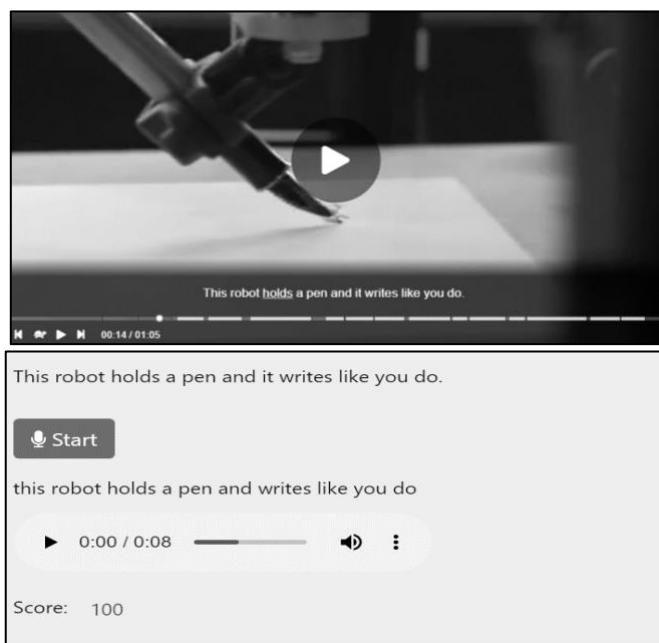 This robot holds a pen and it writes like you do.
00:14 / 01:05
This robot holds a pen and it writes like you do.
Start
this robot holds a pen and writes like you do
0:00 / 0:08
Score: 100